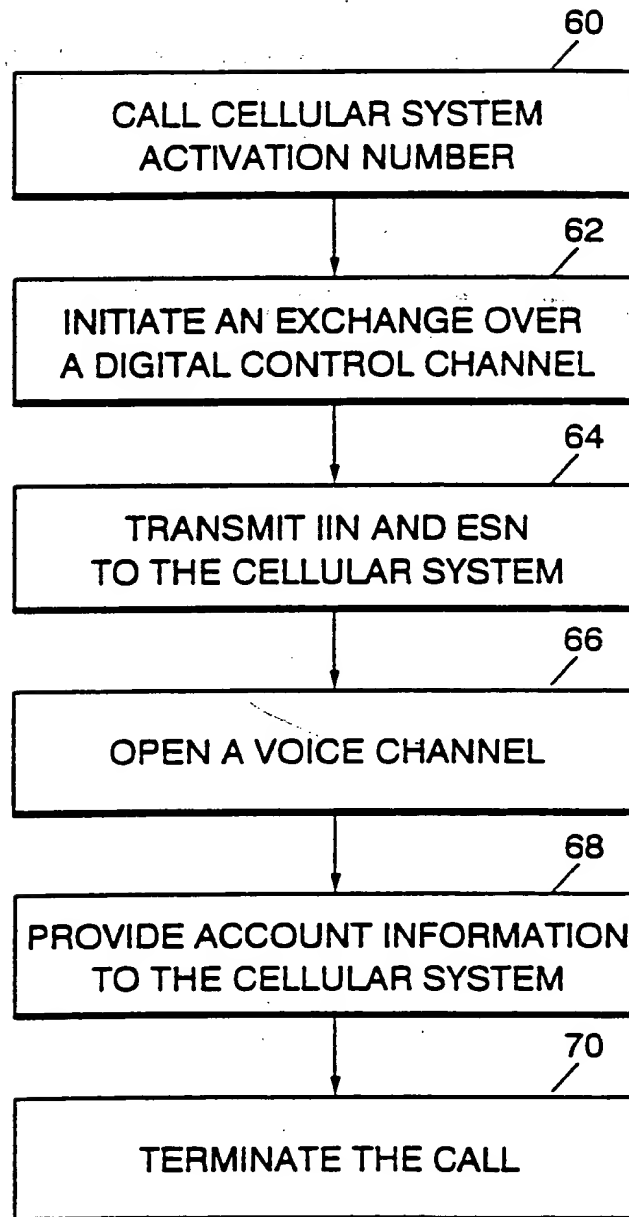 60
CALL CELLULAR SYSTEM
ACTIVATION NUMBER
62
INITIATE AN EXCHANGE OVER
A DIGITAL CONTROL CHANNEL
64
TRANSMIT IIN AND ESN
TO THE CELLULAR SYSTEM
66
OPEN A VOICE CHANNEL
68
PROVIDE ACCOUNT INFORMATION
TO THE CELLULAR SYSTEM
70
TERMINATE THE CALL